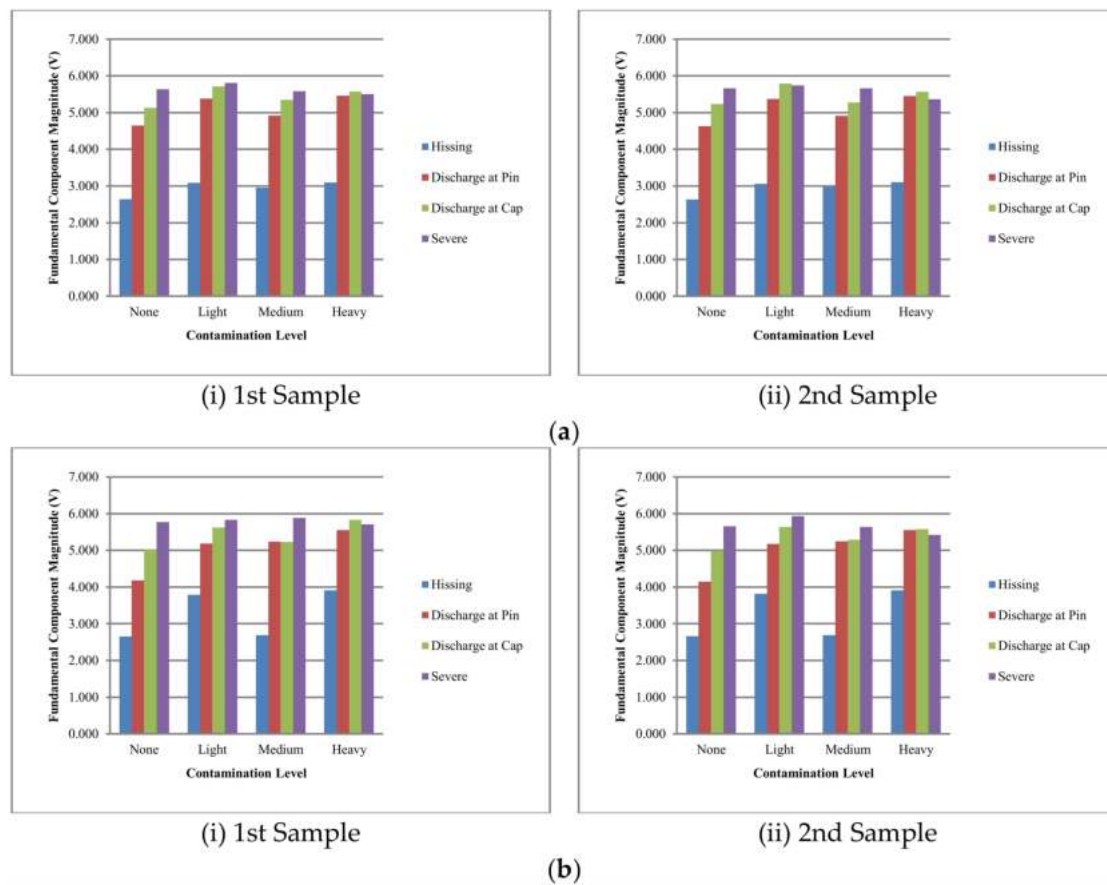 7.000
6.000
5.000
4.000
3.000
2.000
1.000
0.000
Fundamental Component Magnitude (V)
None Light Medium Heavy
Contamination Level
Hissing
Discharge at Pin
Discharge at Cap
Severe
(i) 1st Sample
7.000
6.000
5.000
4.000
3.000
2.000
1.000
0.000
Fundamental Component Magnitude (V)
None Light Medium Heavy
Contamination Level
Hissing
Discharge at Pin
Discharge at Cap
Severe
(ii) 2nd Sample
(a)
7.000
6.000
5.000
4.000
3.000
2.000
1.000
0.000
Fundamental Component Magnitude (V)
None Light Medium Heavy
Contamination Level
Hissing
Discharge at Pin
Discharge at Cap
Severe
(i) 1st Sample
7.000
6.000
5.000
4.000
3.000
2.000
1.000
0.000
Fundamental Component Magnitude (V)
None Light Medium Heavy
Contamination Level
Hissing
Discharge at Pin
Discharge at Cap
Severe
(ii) 2nd Sample
(b)